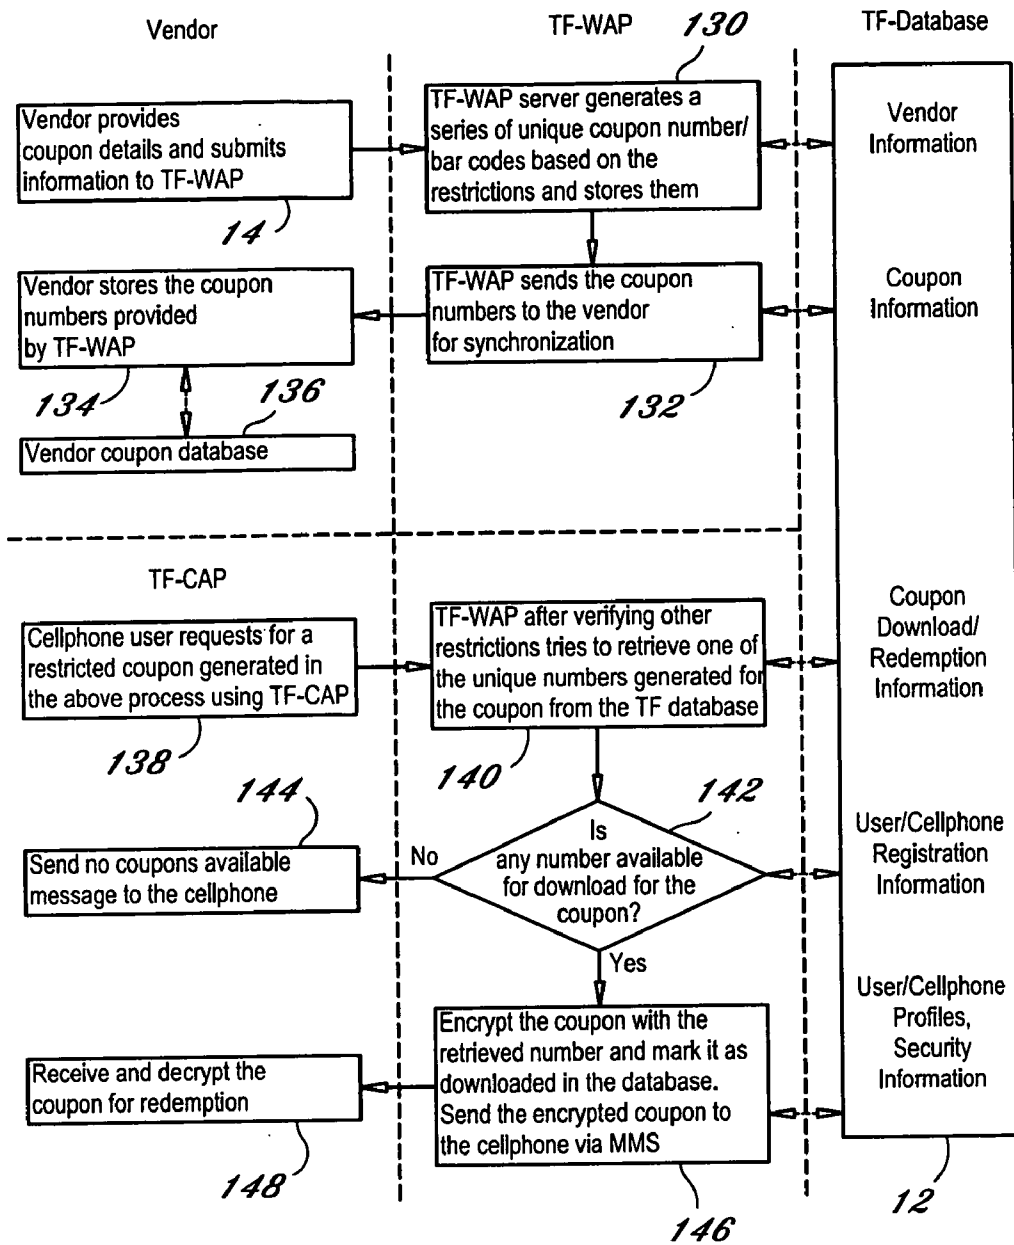 Vendor
TF-WAP
130
TF-Database
Vendor provides
coupon details and submits
information to TF-WAP
14
TF-WAP server generates a
series of unique coupon number/
bar codes based on the
restrictions and stores them
Vendor
Information
Vendor stores the coupon
numbers provided
by TF-WAP
134
136
Vendor coupon database
TF-WAP sends the coupon
numbers to the vendor
for synchronization
132
Coupon
Information
TF-CAP
Cellphone user requests for a
restricted coupon generated in
the above process using TF-CAP
138
TF-WAP after verifying other
restrictions tries to retrieve one of
the unique numbers generated for
the coupon from the TF database
140
Coupon
Download/
Redemption
Information
144
Send no coupons available
message to the cellphone
No
142
Is
any number available
for download for the
coupon?
Yes
User/Cellphone
Registration
Information
Receive and decrypt the
coupon for redemption
148
Encrypt the coupon with the
retrieved number and mark it as
downloaded in the database.
Send the encrypted coupon to
the cellphone via MMS
146
User/Cellphone
Profiles,
Security
Information
12